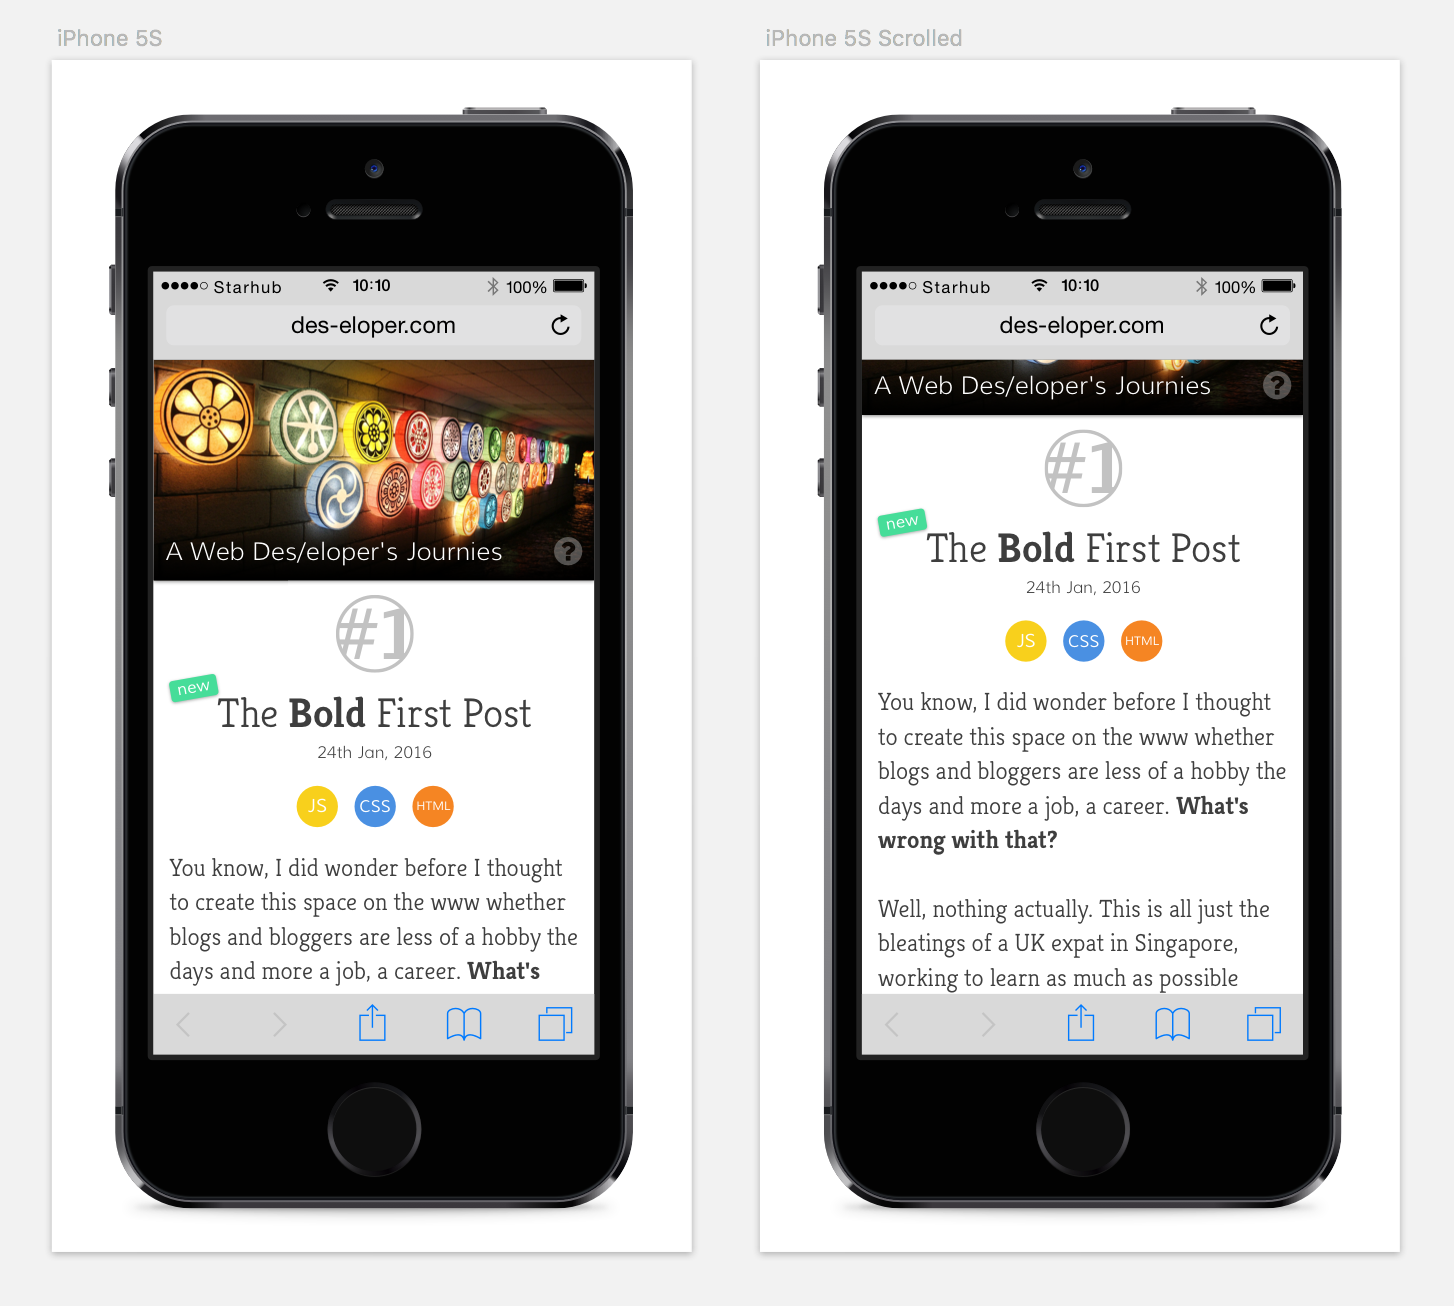 iPhone 5S
Starhub
10:10
100%
des-eloper.com
A Web Des/eloper's Journies
?
#1
new
The Bold First Post
24th Jan, 2016
JS
CSS
HTML
You know, I did wonder before I thought
to create this space on the www whether
blogs and bloggers are less of a hobby the
days and more a job, a career. What's
iPhone 5S Scrolled
Starhub
10:10
100%
des-eloper.com
A Web Des/eloper's Journies
?
#1
new
The Bold First Post
24th Jan, 2016
JS
CSS
HTML
You know, I did wonder before I thought
to create this space on the www whether
blogs and bloggers are less of a hobby the
days and more a job, a career. What's
wrong with that?
Well, nothing actually. This is all just the
bleatings of a UK expat in Singapore,
working to learn as much as possible